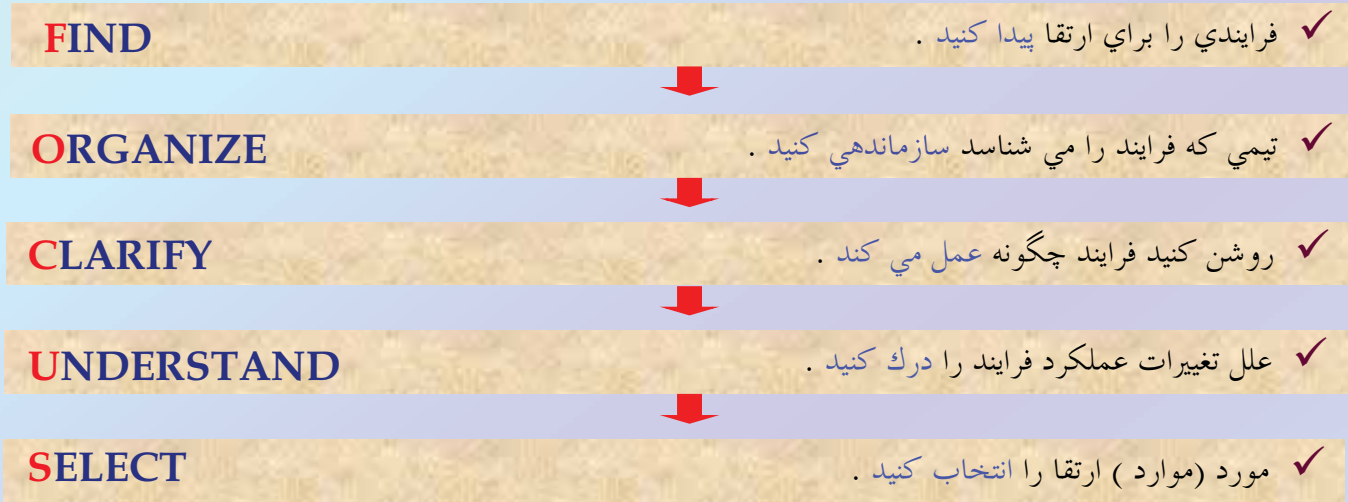 FIND ✓ فرايندي را براي ارتقا پيدا كنيد .
ORGANIZE ✓ تيمي كه فرايند را مي شناسد سازماندهي كنيد .
CLARIFY ✓ روشن كنيد فرايند چگونه عمل مي كند .
UNDERSTAND ✓ علل تغييرات عملكرد فرايند را درك كنيد .
SELECT ✓ مورد (موارد ) ارتقا را انتخاب كنيد .